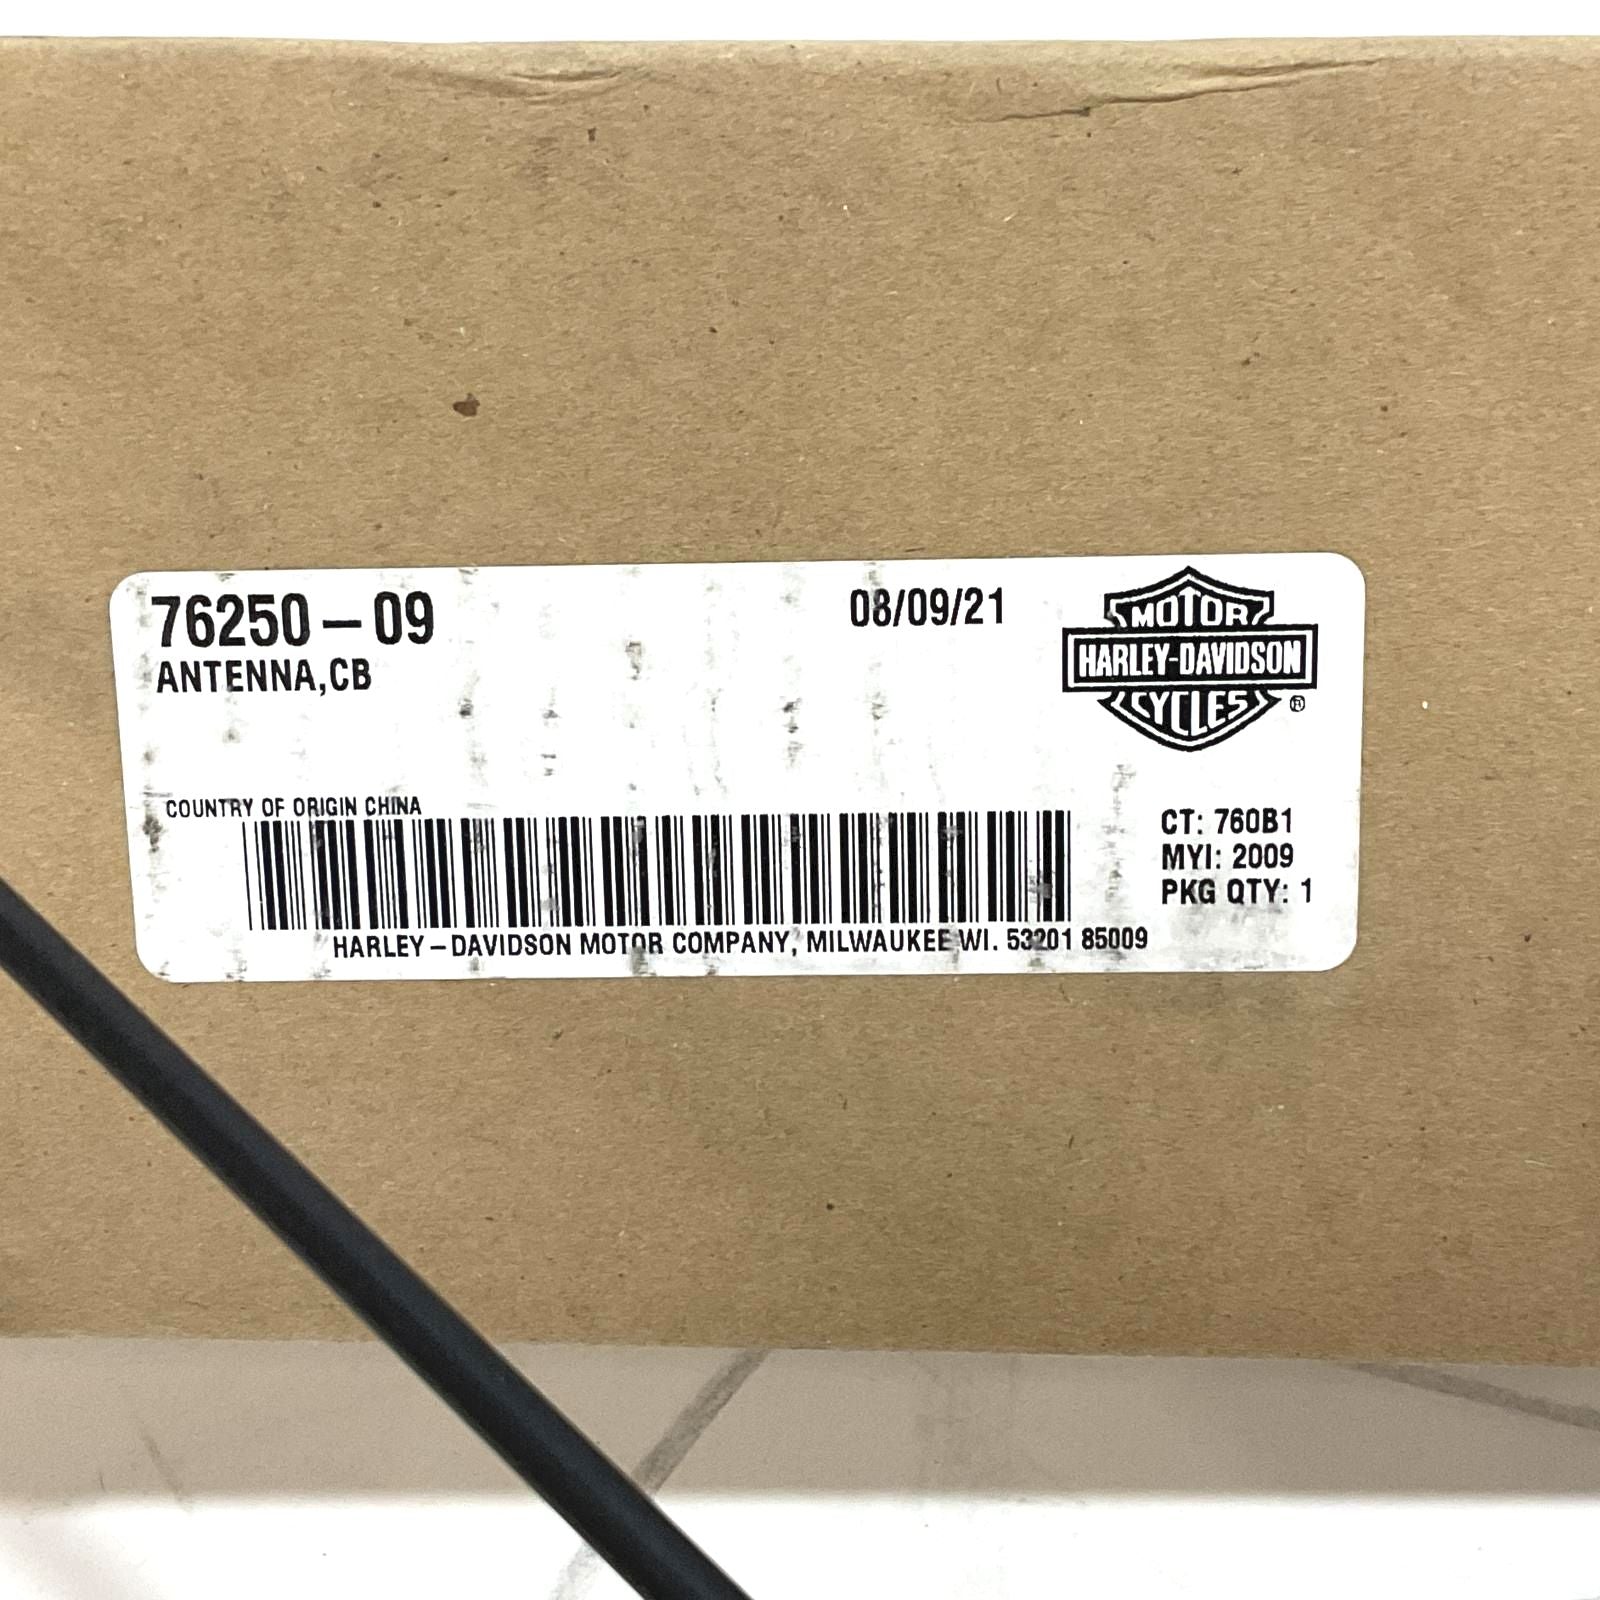 76250-09
ANTENNA,CB
08/09/21
MOTOR
HARLEY-DAVIDSON
CYCLES
®
COUNTRY OF ORIGIN CHINA
CT: 760B1
MYI: 2009
PKG QTY: 1
HARLEY-DAVIDSON MOTOR COMPANY, MILWAUKEE WI. 53201 85009